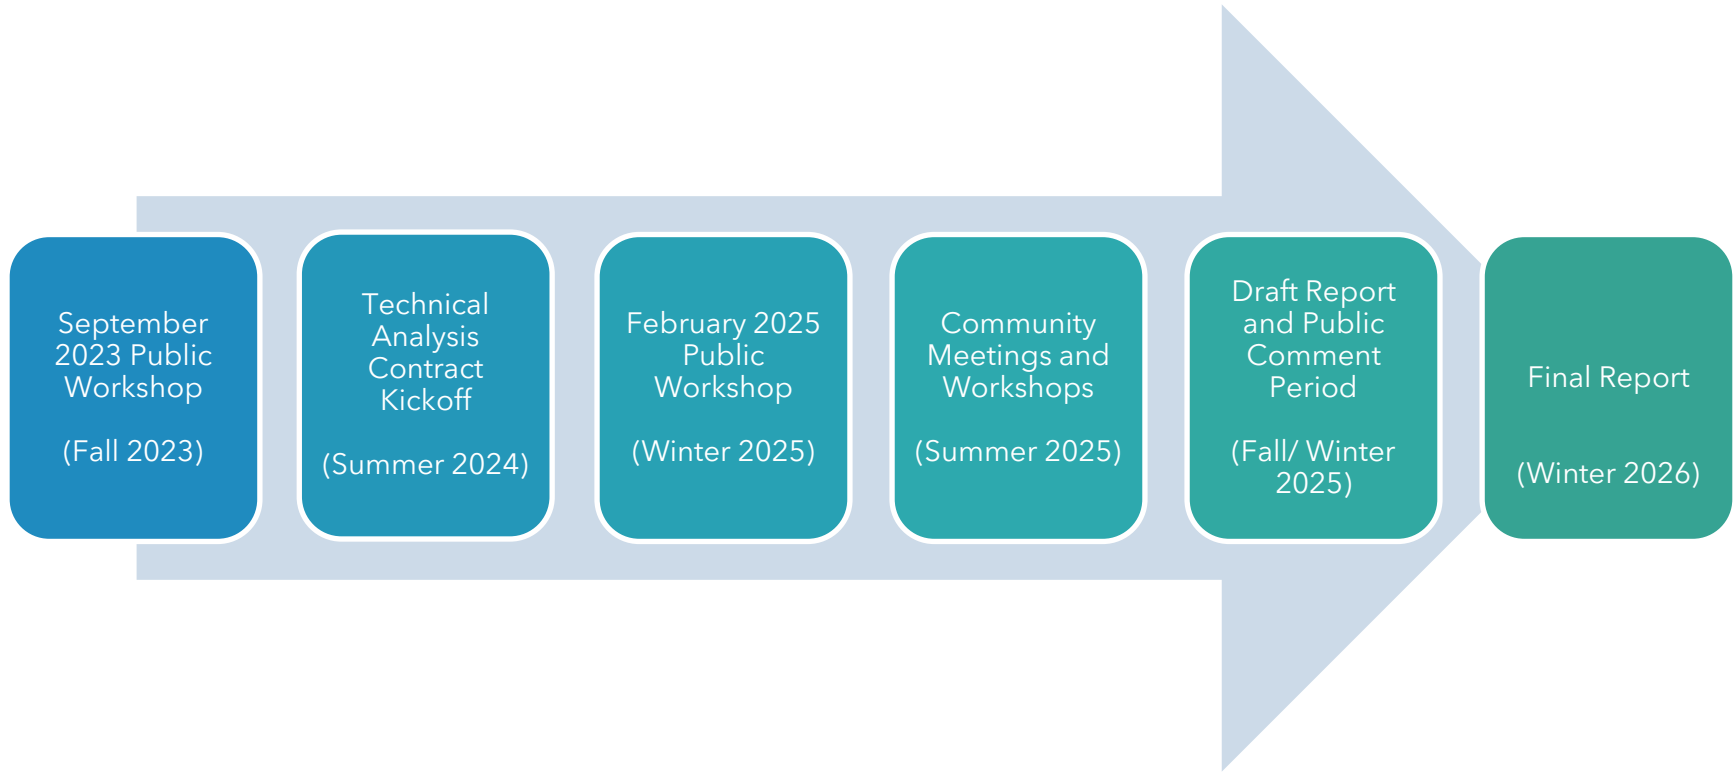 September
2023 Public
Workshop
(Fall 2023)
Technical
Analysis
Contract
Kickoff
(Summer 2024)
February 2025
Public
Workshop
(Winter 2025)
Community
Meetings and
Workshops
(Summer 2025)
Draft Report
and Public
Comment
Period
(Fall/ Winter
2025)
Final Report
(Winter 2026)